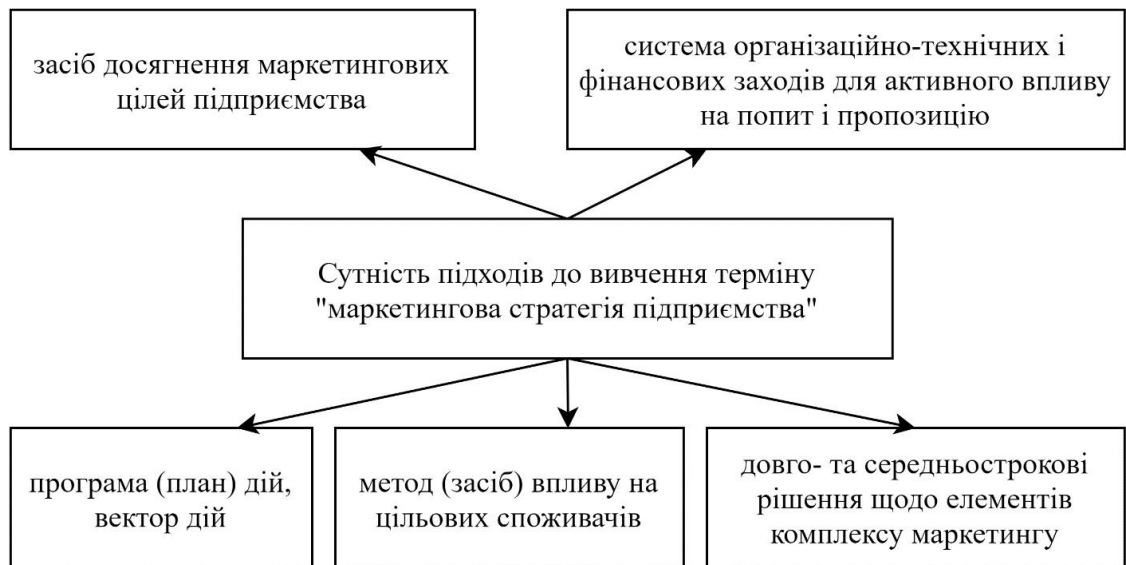 засіб досягнення маркетингових
цілей підприємства
система організаційно-технічних і
фінансових заходів для активного впливу
на попит і пропозицію
Сутність підходів до вивчення терміну
"маркетингова стратегія підприємства"
програма (план) дій,
вектор дій
метод (засіб) впливу на
цільових споживачів
довго- та середньострокові
рішення щодо елементів
комплексу маркетингу